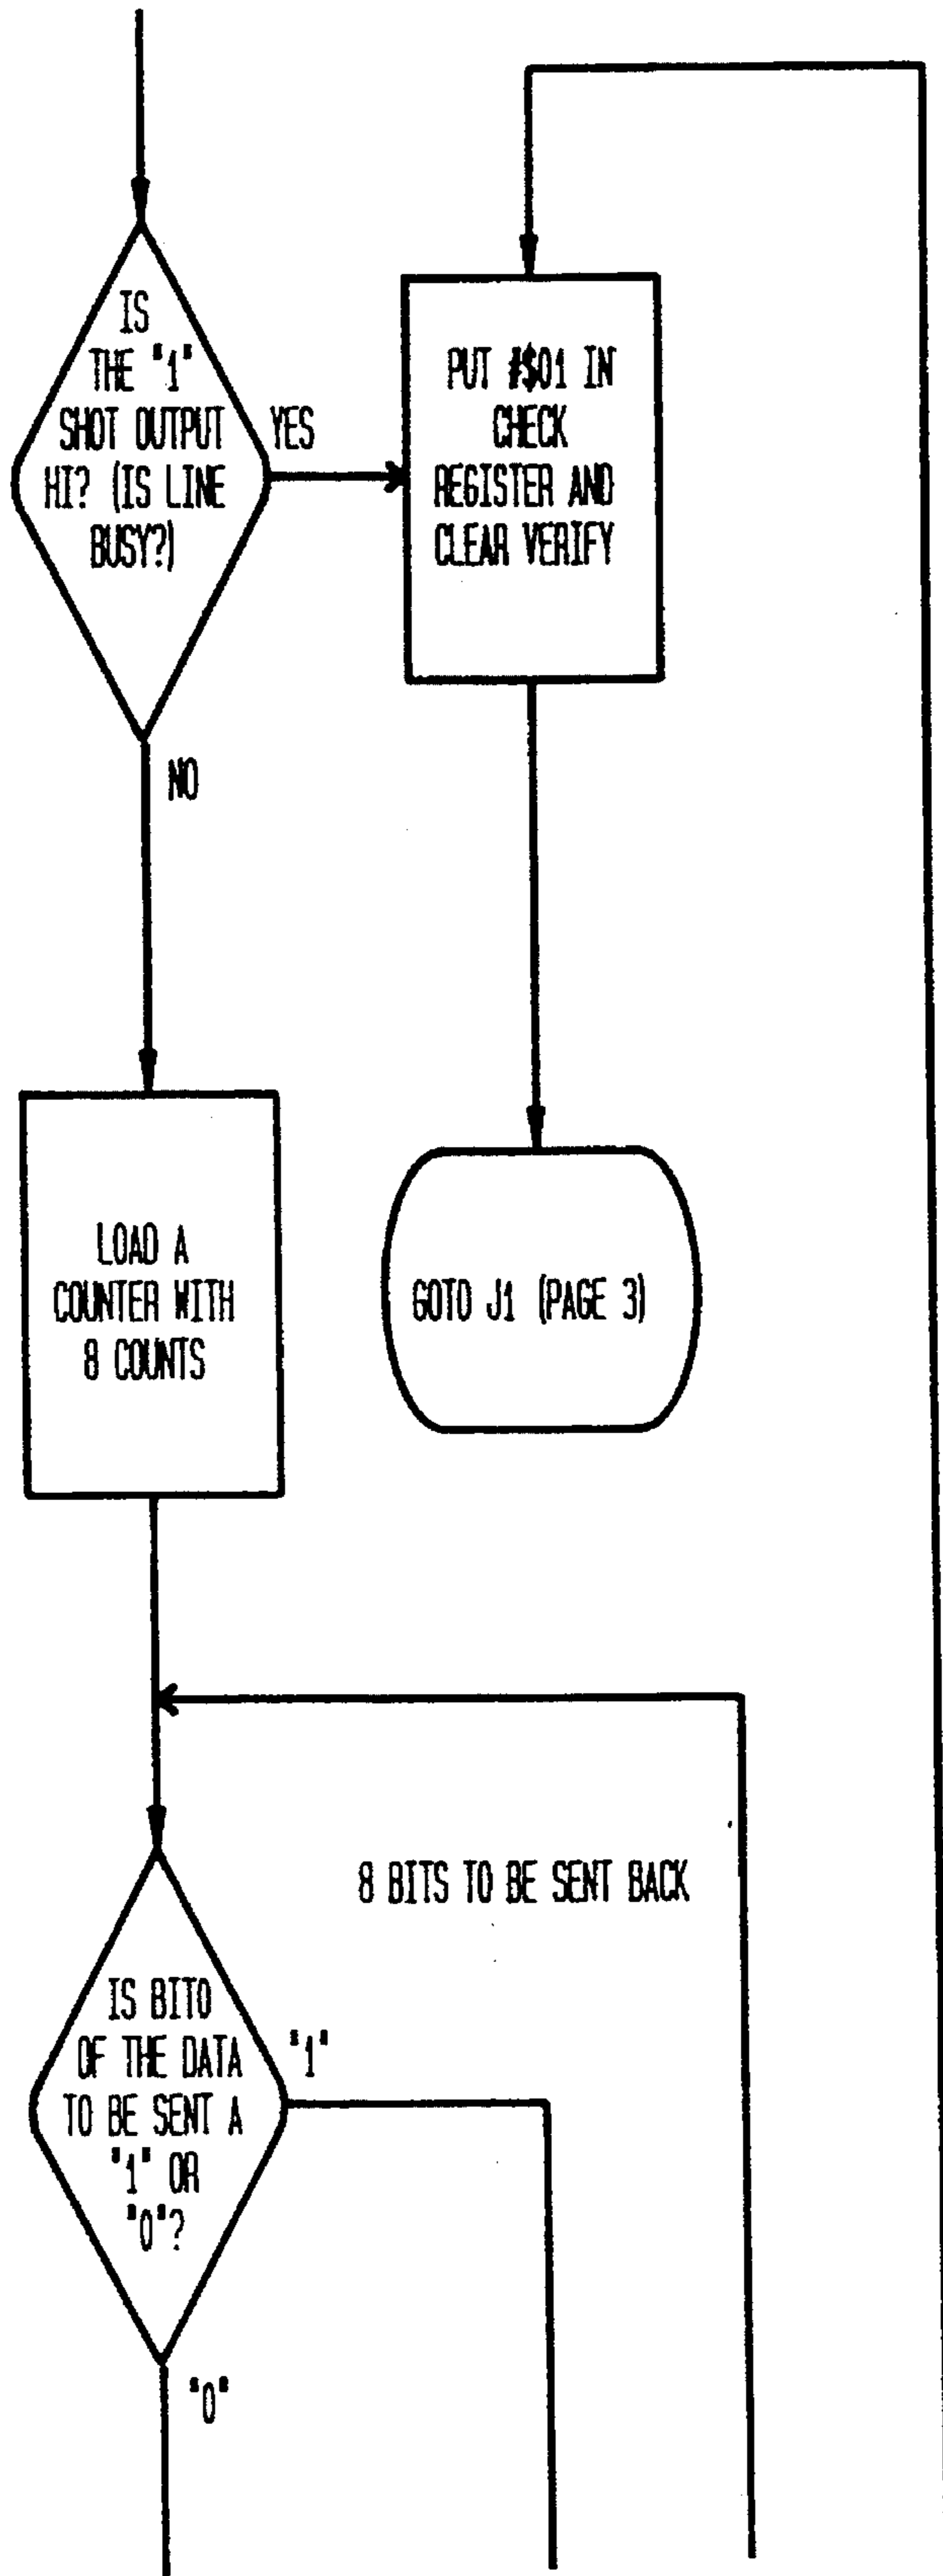 IS
THE "1"
SHOT OUTPUT
HI? (IS LINE
BUSY?)
YES
PUT #$01 IN
CHECK
REGISTER AND
CLEAR VERIFY
NO
LOAD A
COUNTER WITH
8 COUNTS
GOTO J1 (PAGE 3)
8 BITS TO BE SENT BACK
IS BIT0
OF THE DATA
TO BE SENT A
"1" OR
"0"?
"1"
"0"